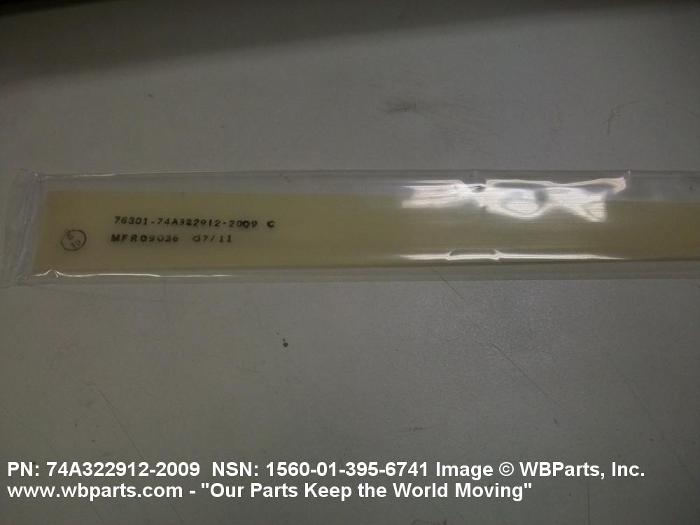 76301-74A322912-2009 C
MFR09036 07/11
PN: 74A322912-2009 NSN: 1560-01-395-6741 Image © WBParts, Inc.
www.wbparts.com - "Our Parts Keep the World Moving"